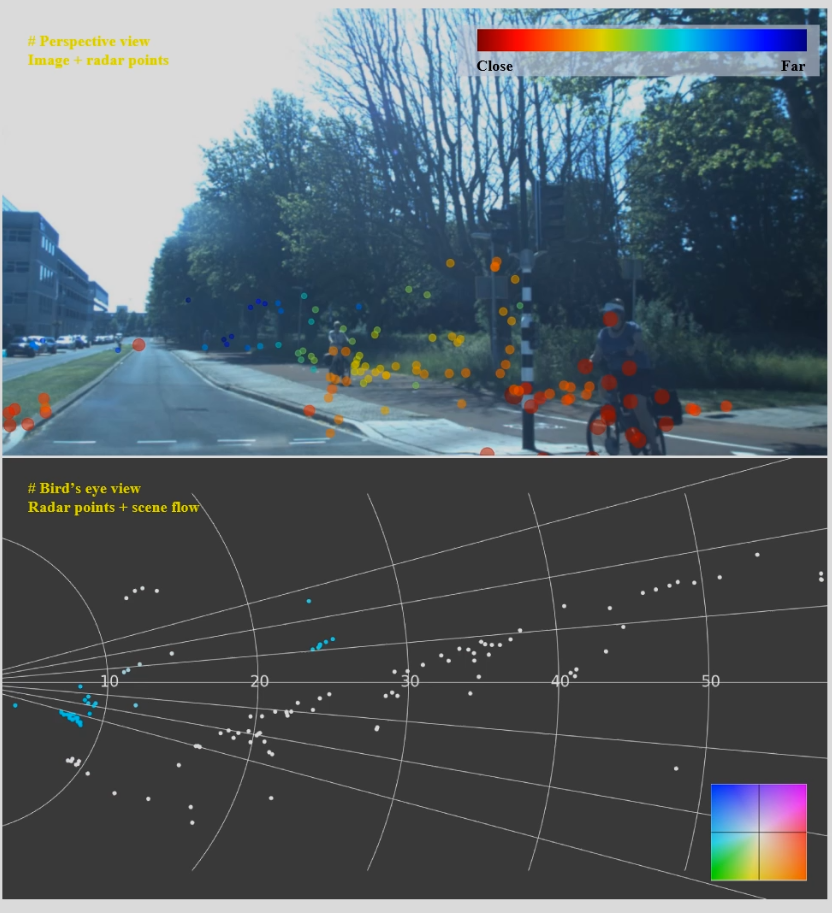 # Perspective view
Image + radar points
Close Far
# Bird's eye view
Radar points + scene flow
10 20 30 40 50